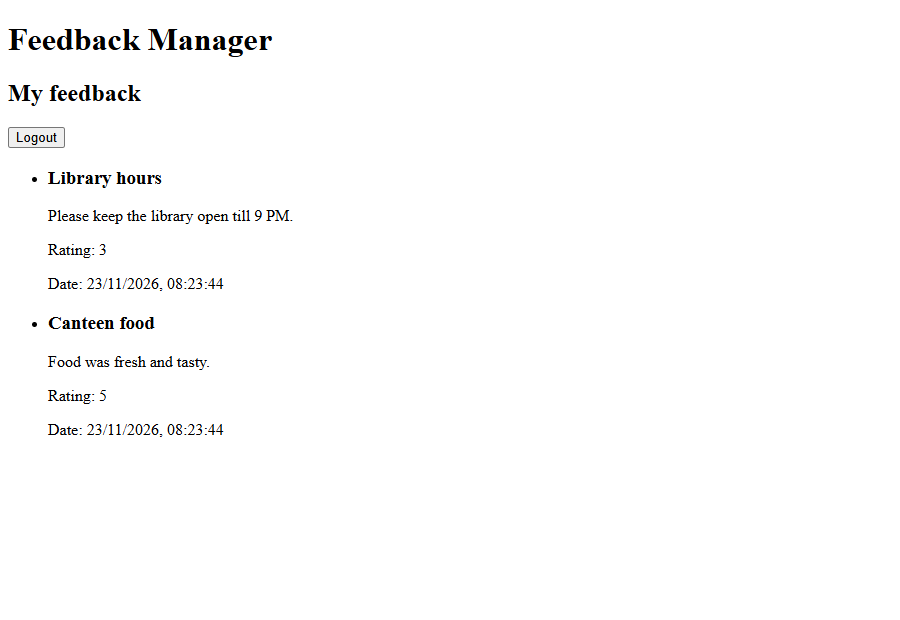 Feedback Manager
My feedback
Logout
Library hours
Please keep the library open till 9 PM.
Rating: 3
Date: 23/11/2026, 08:23:44
Canteen food
Food was fresh and tasty.
Rating: 5
Date: 23/11/2026, 08:23:44